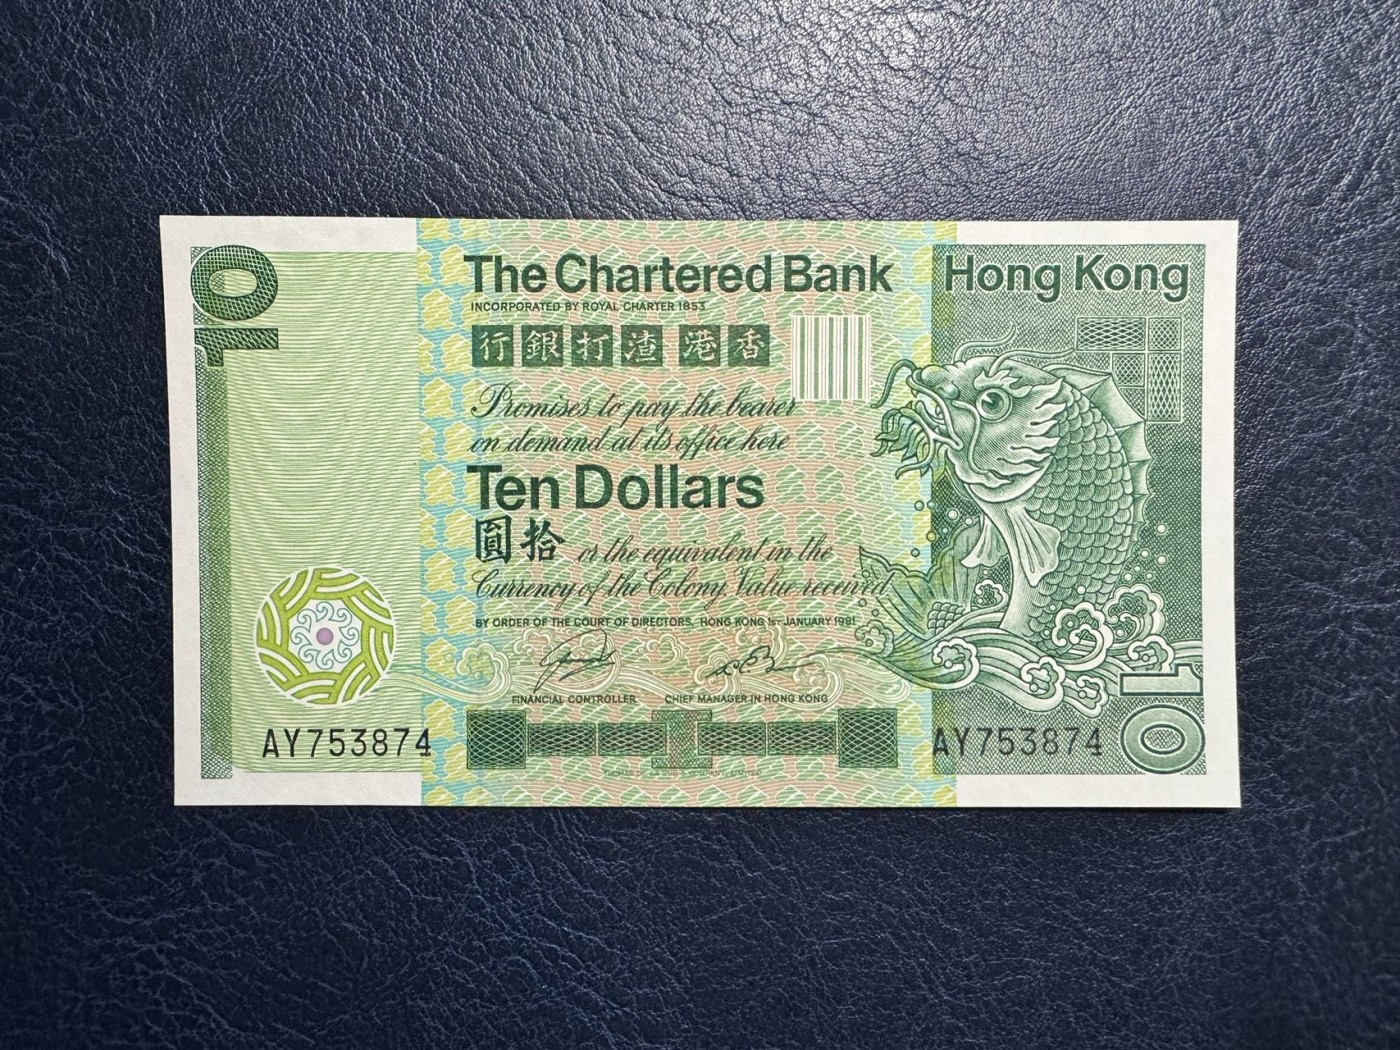 10
The Chartered Bank
Hong Kong
INCORPORATED BY ROYAL CHARTER 1853
行銀打渣 港香
Promises to pay the bearer
on demand at its office here
Ten Dollars
圓拾 or the equivalent in the
Currency of the Colony. Value received
BY ORDER OF THE COURT OF DIRECTORS, HONG KONG 1ST JANUARY 1981
FINANCIAL CONTROLLER
CHIEF MANAGER IN HONG KONG
AY753874
AY753874
10